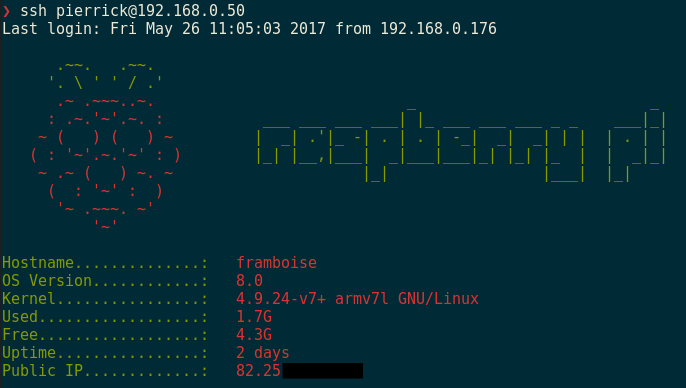 ❯ ssh pierrick@192.168.0.50
Last login: Fri May 26 11:05:03 2017 from 192.168.0.176
raspberry pi
Hostname..............: framboise
OS Version............: 8.0
Kernel................: 4.9.24-v7+ armv7l GNU/Linux
Used..................: 1.7G
Free..................: 4.3G
Uptime................: 2 days
Public IP.............: 82.25